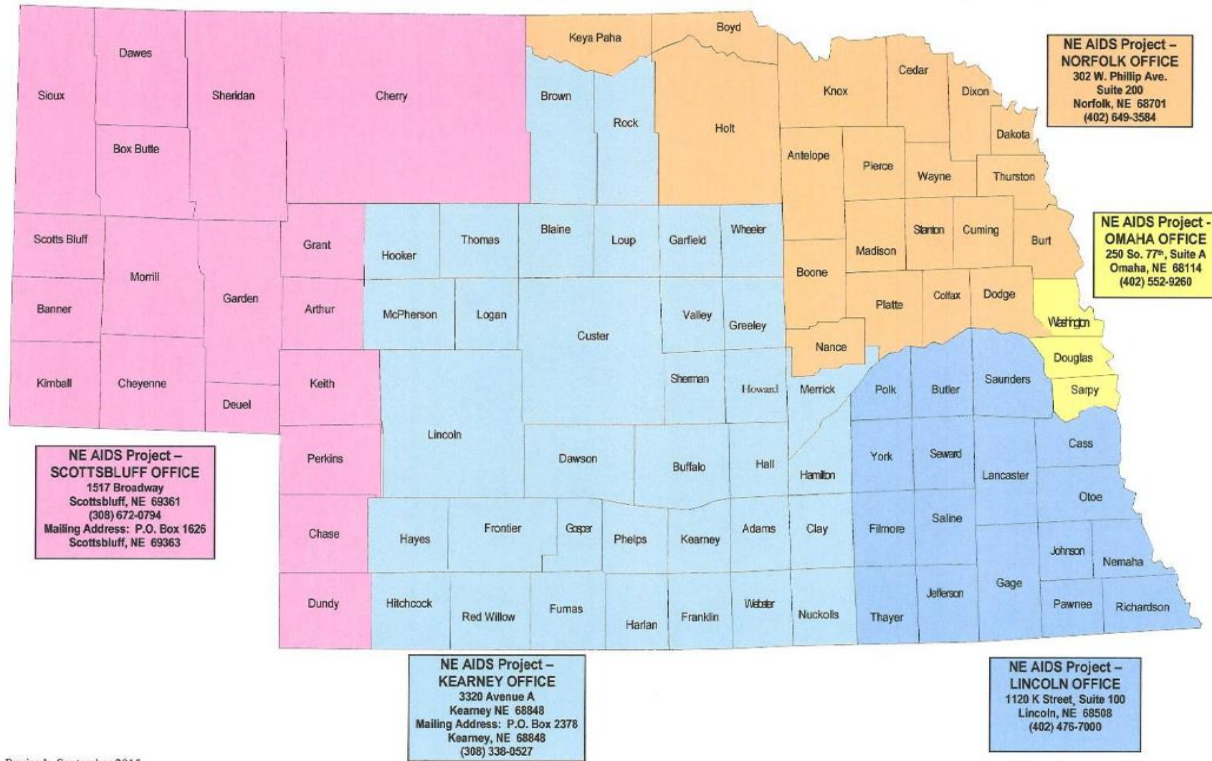 Boyd
Keya Paha
Dawes
Cedar
Knox
Dixon
Sioux
Sheridan
Cherry
Brown
Rock
Holt
Dakota
Box Butte
Antelope
Pierce
Wayne
Thurston
Scotts Bluff
Grant
Hooker
Thomas
Blaine
Loup
Garfield
Wheeler
Madison
Stanton
Cuming
Burt
Morrill
Garden
Boone
Banner
Arthur
McPherson
Logan
Custer
Valley
Greeley
Platte
Colfax
Dodge
Washington
Nance
Douglas
Kimball
Cheyenne
Deuel
Keith
Sherman
Howard
Merrick
Polk
Butler
Saunders
Sarpy
Lincoln
Cass
Perkins
Dawson
Buffalo
Hall
Hamilton
York
Seward
Lancaster
Otoe
Chase
Hayes
Frontier
Gosper
Phelps
Kearney
Adams
Clay
Filmore
Saline
Johnson
Nemaha
Gage
Dundy
Hitchcock
Red Willow
Furnas
Harlan
Franklin
Webster
Nuckolls
Thayer
Jefferson
Pawnee
Richardson
NE AIDS Project –
NORFOLK OFFICE
302 W. Phillip Ave.
Suite 200
Norfolk, NE 68701
(402) 649-3584
NE AIDS Project -
OMAHA OFFICE
250 So. 77th, Suite A
Omaha, NE 68114
(402) 552-9260
NE AIDS Project –
SCOTTSBLUFF OFFICE
1517 Broadway
Scottsbluff, NE 69361
(308) 672-0794
Mailing Address: P.O. Box 1626
Scottsbluff, NE 69363
NE AIDS Project –
KEARNEY OFFICE
3320 Avenue A
Kearney NE 68848
Mailing Address: P.O. Box 2378
Kearney, NE 68848
(308) 338-0527
NE AIDS Project –
LINCOLN OFFICE
1120 K Street, Suite 100
Lincoln, NE 68508
(402) 476-7000